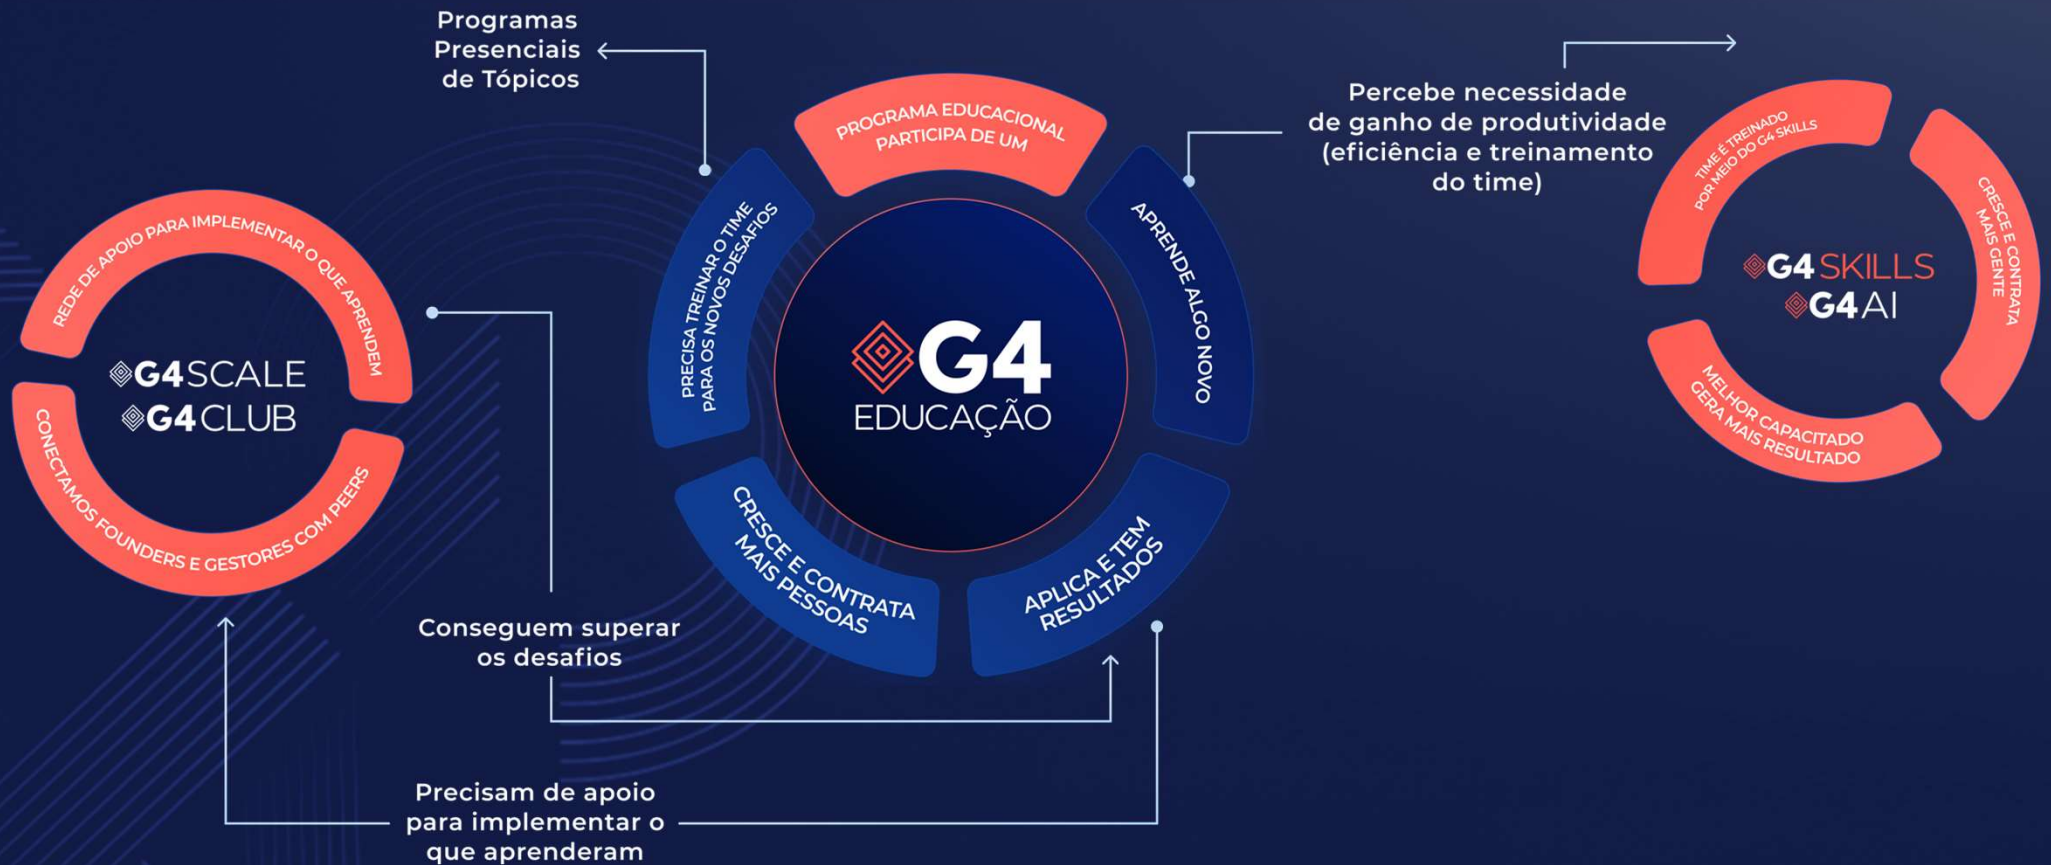 Programas
Presenciais
de Tópicos
PROGRAMA EDUCACIONAL
PARTICIPA DE UM
APRENDE ALGO NOVO
APLICA E TEM
RESULTADOS
CRESCE E CONTRATA
MAIS PESSOAS
PRECISA TREINAR O TIME
PARA OS NOVOS DESAFIOS
G4
EDUCAÇÃO
Percebe necessidade
de ganho de produtividade
(eficiência e treinamento
do time)
TIME É TREINADO
POR MEIO DO G4 SKILLS
CRESCE E CONTRATA
MAIS GENTE
MELHOR CAPACITADO
GERA MAIS RESULTADO
G4 SKILLS
G4 AI
REDE DE APOIO PARA IMPLEMENTAR O QUE APRENDEM
G4 SCALE
G4 CLUB
CONECTAMOS FOUNDERS E GESTORES COM PEERS
Conseguem superar
os desafios
Precisam de apoio
para implementar o
que aprenderam